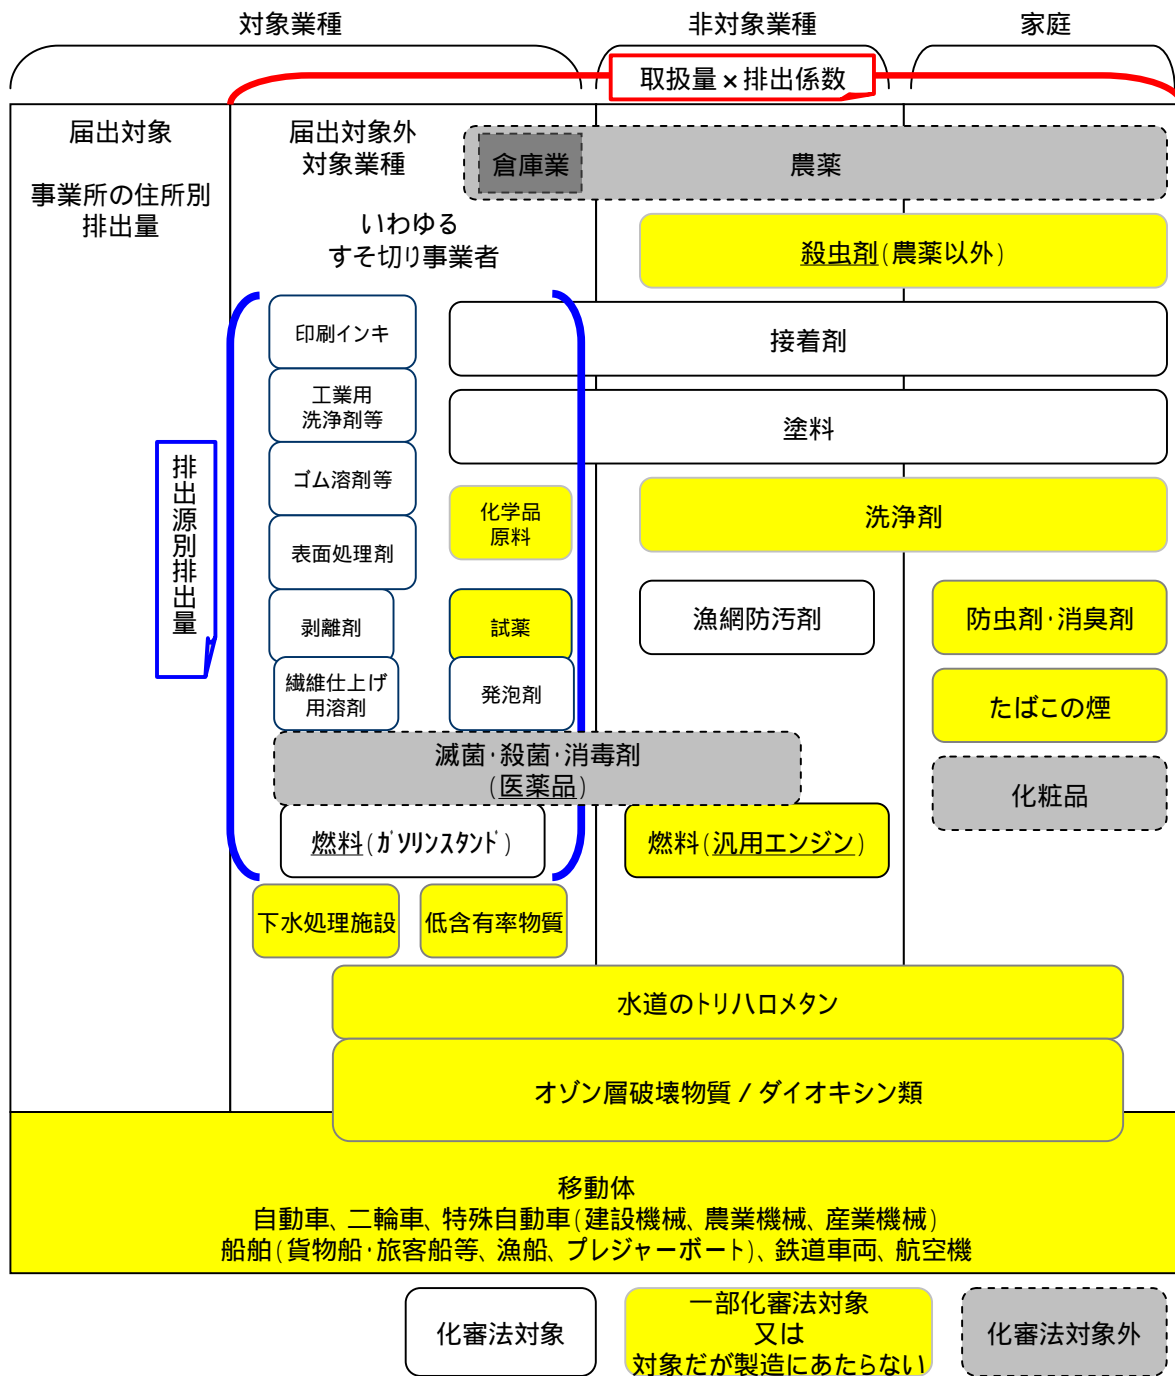 対象業種
非対象業種
家庭
取扱量×排出係数
届出対象
事業所の住所別
排出量
届出対象外
対象業種
いわゆる
すそ切り事業者
倉庫業
農薬
殺虫剤(農薬以外)
印刷インキ
接着剤
工業用
洗浄剤等
塗料
排出源別排出量
ゴム溶剤等
化学品
原料
洗浄剤
表面処理剤
剥離剤
試薬
漁網防汚剤
防虫剤・消臭剤
繊維仕上げ
用溶剤
発泡剤
たばこの煙
滅菌・殺菌・消毒剤
(医薬品)
化粧品
燃料(ｶﾞｿﾘﾝｽﾀﾝﾄﾞ)
燃料(汎用エンジン)
下水処理施設
低含有率物質
水道のトリハロメタン
オゾン層破壊物質/ダイオキシン類
移動体
自動車、二輪車、特殊自動車(建設機械、農業機械、産業機械)
船舶(貨物船・旅客船等、漁船、プレジャーボート)、鉄道車両、航空機
化審法対象
一部化審法対象
又は
対象だが製造にあたらない
化審法対象外